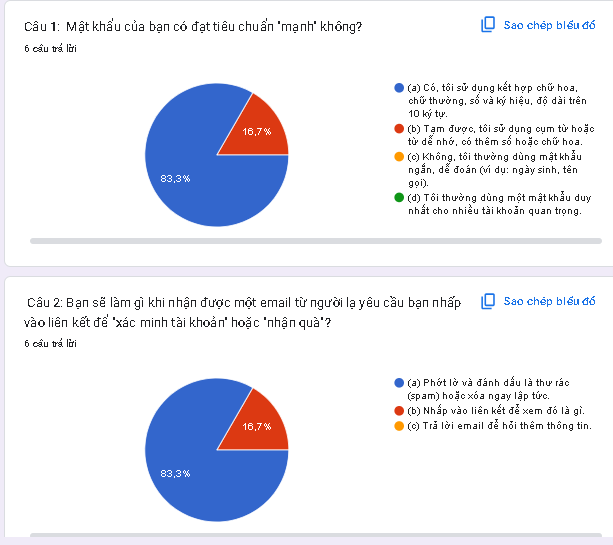 Câu 1: Mật khẩu của bạn có đạt tiêu chuẩn "mạnh" không?
Sao chép biểu đồ
6 câu trả lời
(a) Có, tôi sử dụng kết hợp chữ hoa,
chữ thường, số và ký hiệu, độ dài trên
10 ký tự.
(b) Tạm được, tôi sử dụng cụm từ hoặc
từ dễ nhớ, có thêm số hoặc chữ hoa.
(c) Không, tôi thường dùng mật khẩu
ngắn, dễ đoán (ví dụ: ngày sinh, tên
gọi).
(d) Tôi thường dùng một mật khẩu duy
nhất cho nhiều tài khoản quan trọng.
16,7%
83,3%
Câu 2: Bạn sẽ làm gì khi nhận được một email từ người lạ yêu cầu bạn nhấp
vào liên kết để "xác minh tài khoản" hoặc "nhận quà"?
Sao chép biểu đồ
6 câu trả lời
(a) Phớt lờ và đánh dấu là thư rác
(spam) hoặc xóa ngay lập tức.
(b) Nhấp vào liên kết để xem đó là gì.
(c) Trả lời email để hỏi thêm thông tin.
16,7%
83,3%